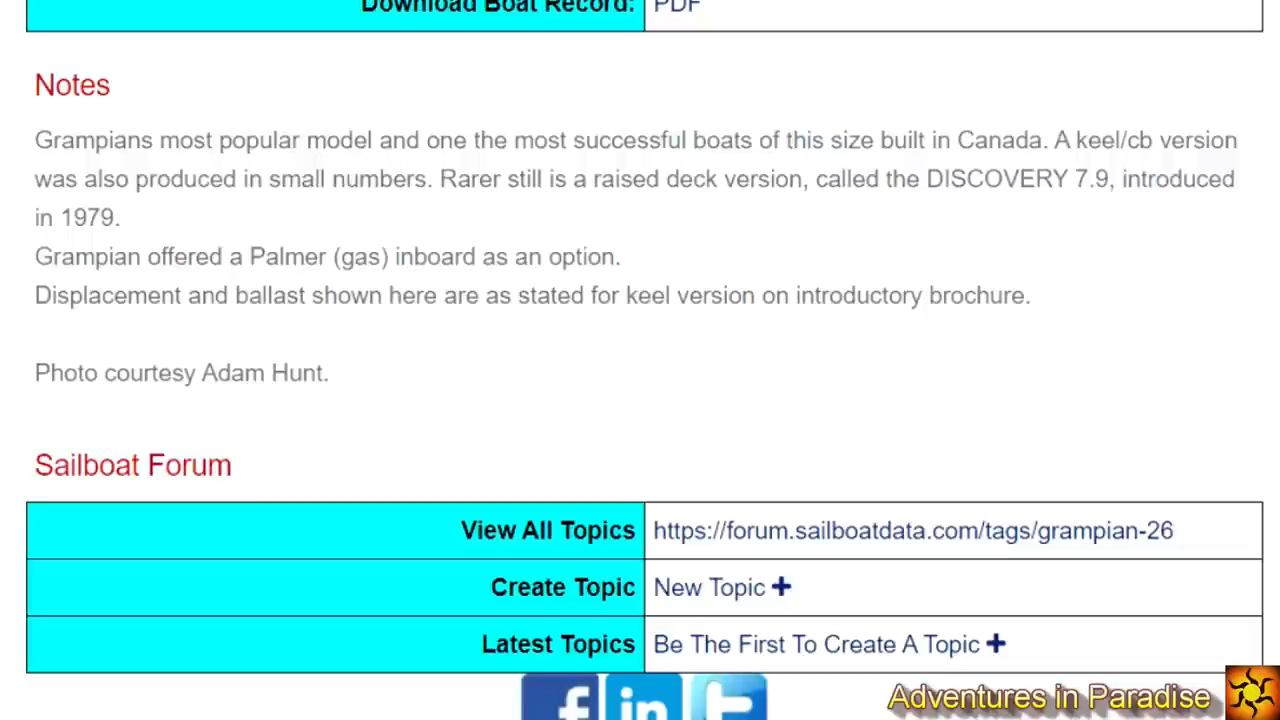 Download Boat Record: PDF
Notes
Grampians most popular model and one the most successful boats of this size built in Canada. A keel/cb version
was also produced in small numbers. Rarer still is a raised deck version, called the DISCOVERY 7.9, introduced
in 1979.
Grampian offered a Palmer (gas) inboard as an option.
Displacement and ballast shown here are as stated for keel version on introductory brochure.
Photo courtesy Adam Hunt.
Sailboat Forum
View All Topics https://forum.sailboatdata.com/tags/grampian-26
Create Topic New Topic +
Latest Topics Be The First To Create A Topic +
f in t
Adventures in Paradise